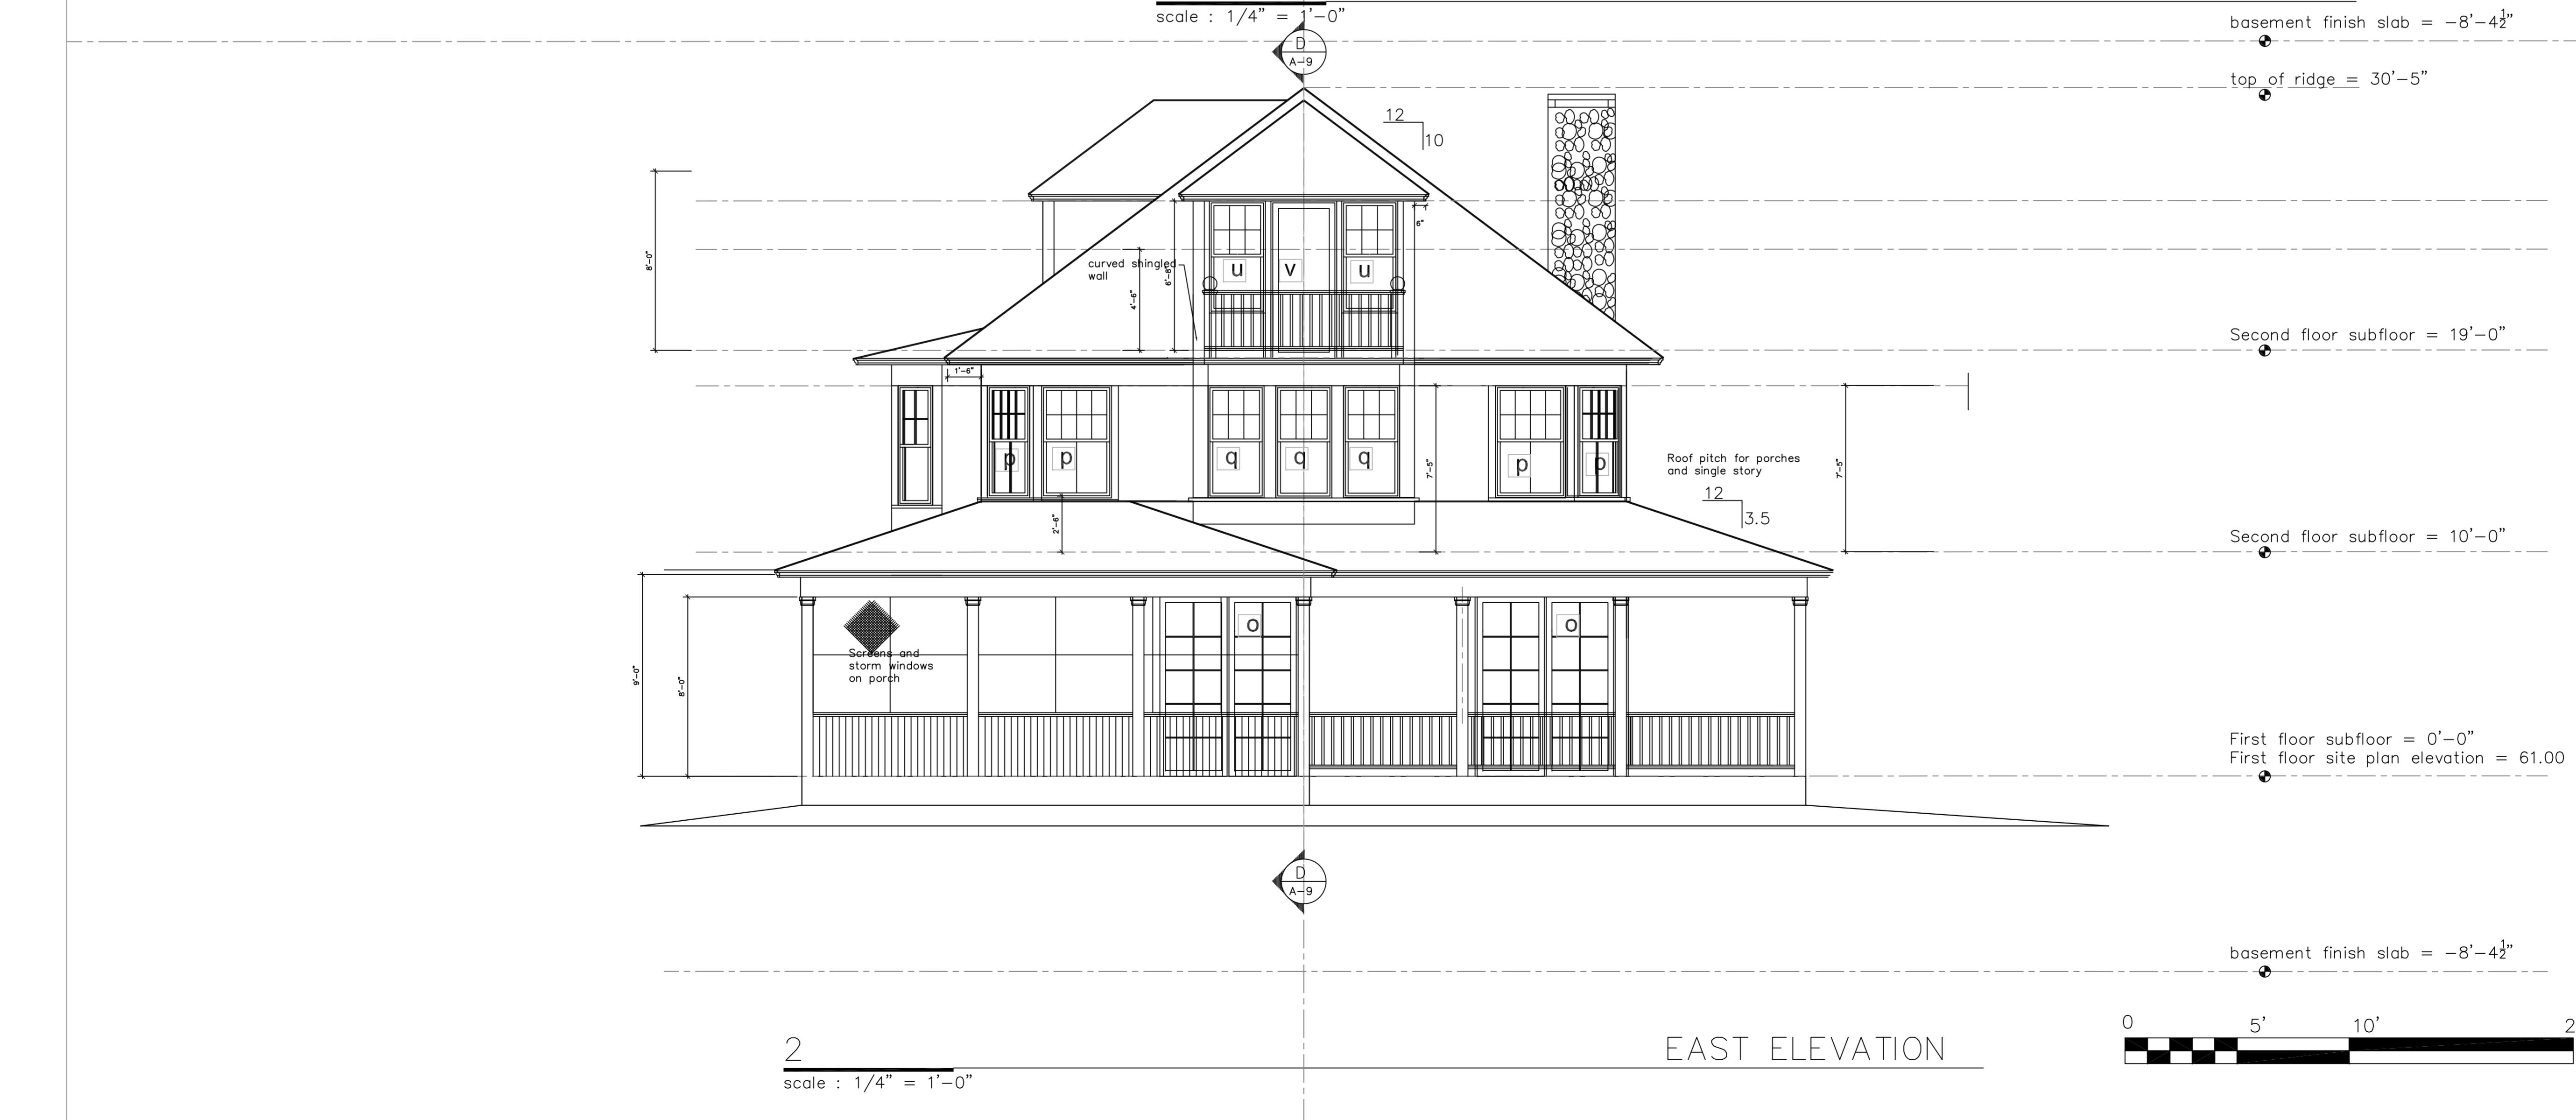 scale : 1/4" = 1'-0"
basement finish slab = -8'-4½"
D
A-9
top of ridge = 30'-5"
12
10
6"
8'-0"
curved shingled
wall
6'-8"
4'-6"
u
v
u
Second floor subfloor = 19'-0"
1'-6"
p
p
q
q
q
p
p
7'-5"
7'-5"
Roof pitch for porches
and single story
12
3.5
2'-6"
Second floor subfloor = 10'-0"
o
o
Screens and
storm windows
on porch
9'-0"
8'-0"
First floor subfloor = 0'-0"
First floor site plan elevation = 61.00
D
A-9
basement finish slab = -8'-4½"
2
EAST ELEVATION
scale : 1/4" = 1'-0"
0
5'
10'
2